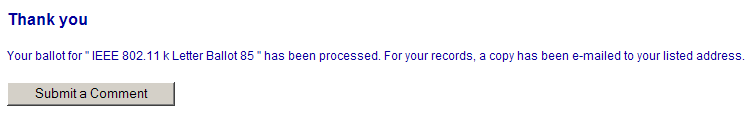 Thank you
Your ballot for " IEEE 802.11 k Letter Ballot 85 " has been processed. For your records, a copy has been e-mailed to your listed address.
Submit a Comment